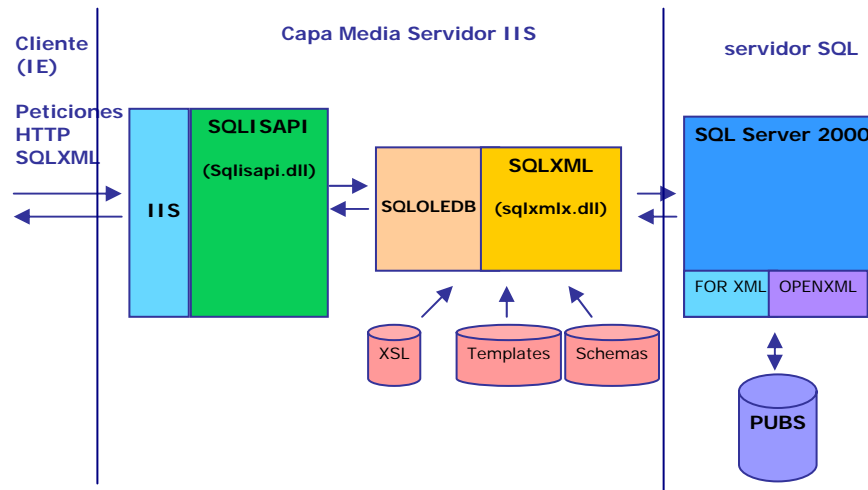 Cliente
(IE)
Peticiones
HTTP
SQLXML
Capa Media Servidor IIS
IIS
SQLISAPI
(Sqlisapi.dll)
SQLOLEDB
SQLXML
(sqlxmlx.dll)
XSL
Templates
Schemas
servidor SQL
SQL Server 2000
FOR XML
OPENXML
PUBS